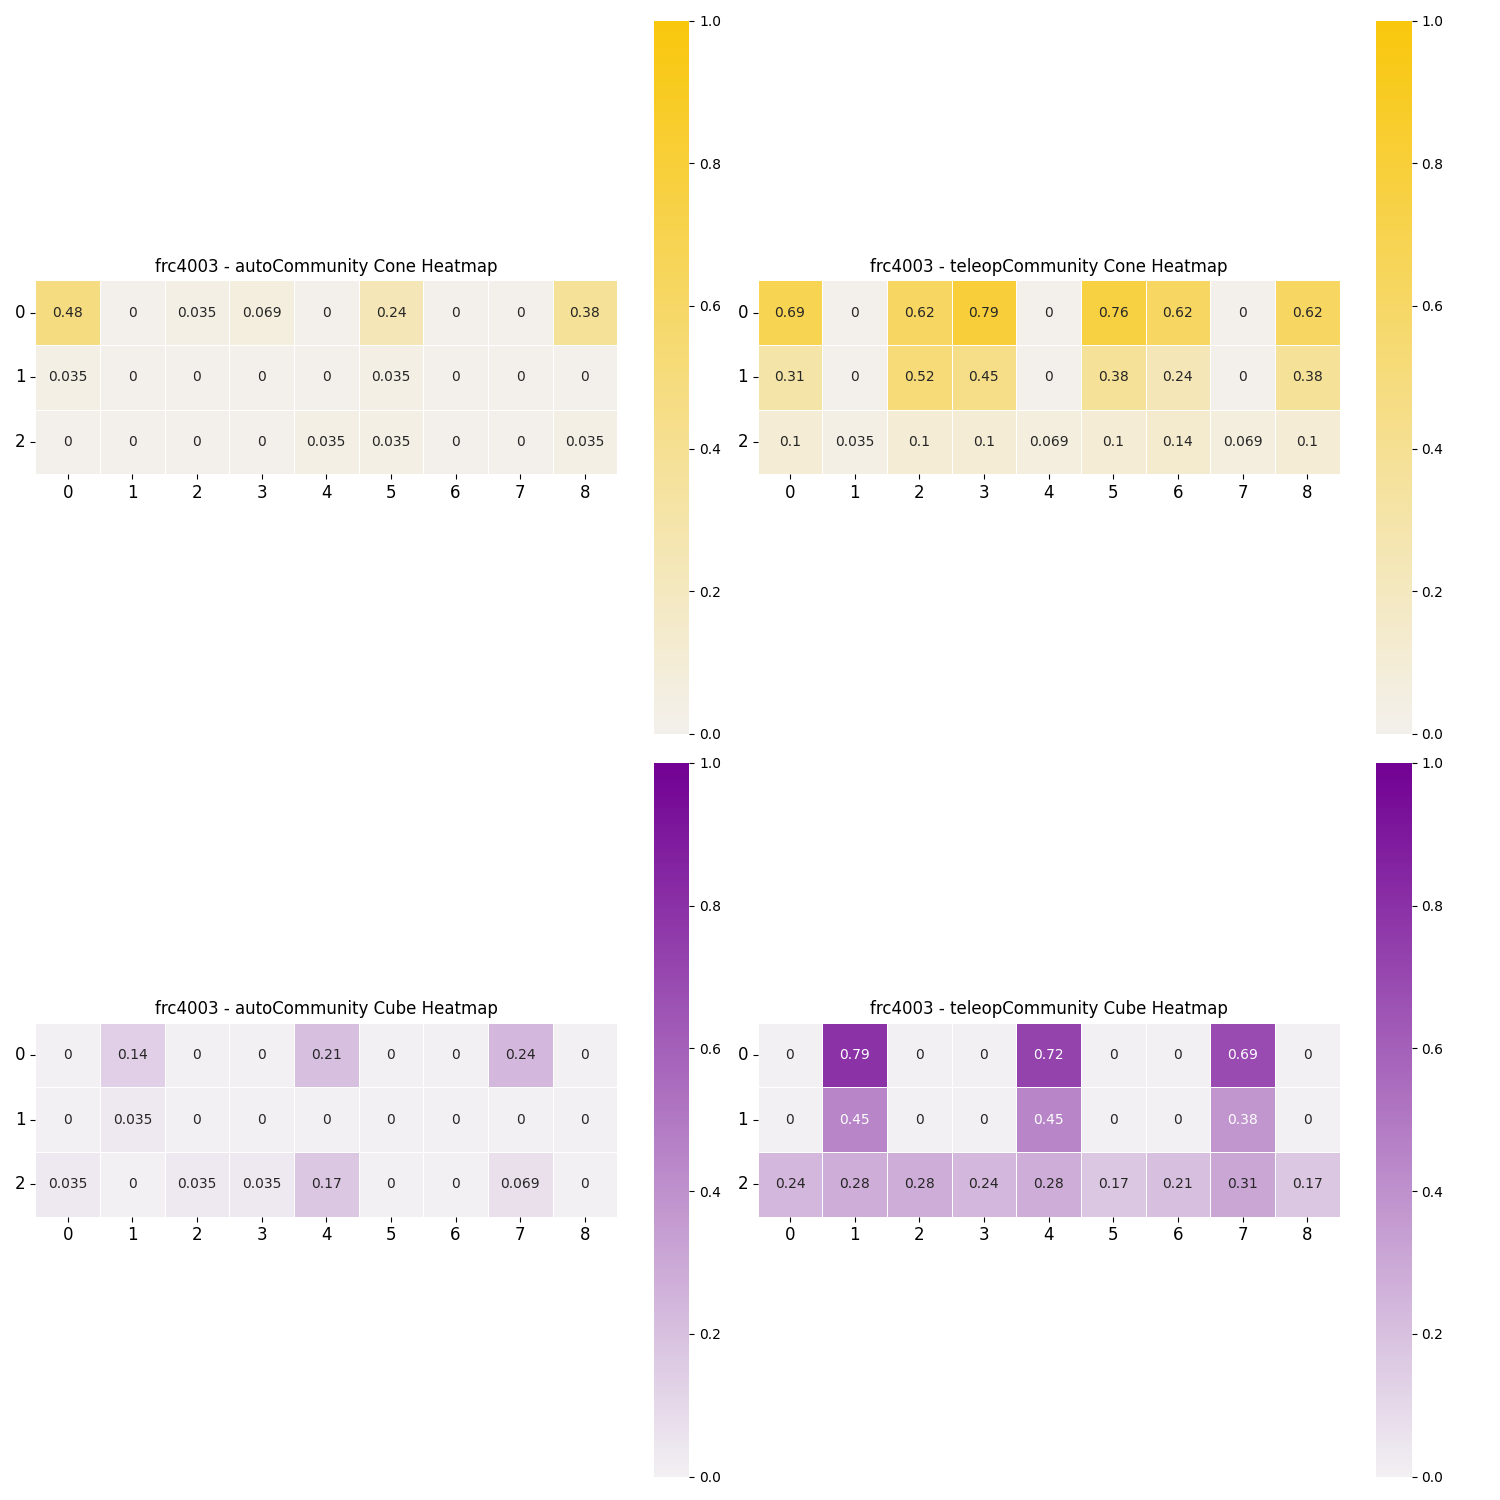 frc4003 - autoCommunity Cone Heatmap
0 0.48 0 0.035 0.069 0 0.24 0 0 0.38
1 0.035 0 0 0 0 0.035 0 0 0
2 0 0 0 0 0.035 0.035 0 0 0.035
0 1 2 3 4 5 6 7 8
1.0
0.8
0.6
0.4
0.2
0.0
frc4003 - teleopCommunity Cone Heatmap
0 0.69 0 0.62 0.79 0 0.76 0.62 0 0.62
1 0.31 0 0.52 0.45 0 0.38 0.24 0 0.38
2 0.1 0.035 0.1 0.1 0.069 0.1 0.14 0.069 0.1
0 1 2 3 4 5 6 7 8
1.0
0.8
0.6
0.4
0.2
0.0
frc4003 - autoCommunity Cube Heatmap
0 0 0.14 0 0 0.21 0 0 0.24 0
1 0 0.035 0 0 0 0 0 0 0
2 0.035 0 0.035 0.035 0.17 0 0 0.069 0
0 1 2 3 4 5 6 7 8
1.0
0.8
0.6
0.4
0.2
0.0
frc4003 - teleopCommunity Cube Heatmap
0 0 0.79 0 0 0.72 0 0 0.69 0
1 0 0.45 0 0 0.45 0 0 0.38 0
2 0.24 0.28 0.28 0.24 0.28 0.17 0.21 0.31 0.17
0 1 2 3 4 5 6 7 8
1.0
0.8
0.6
0.4
0.2
0.0